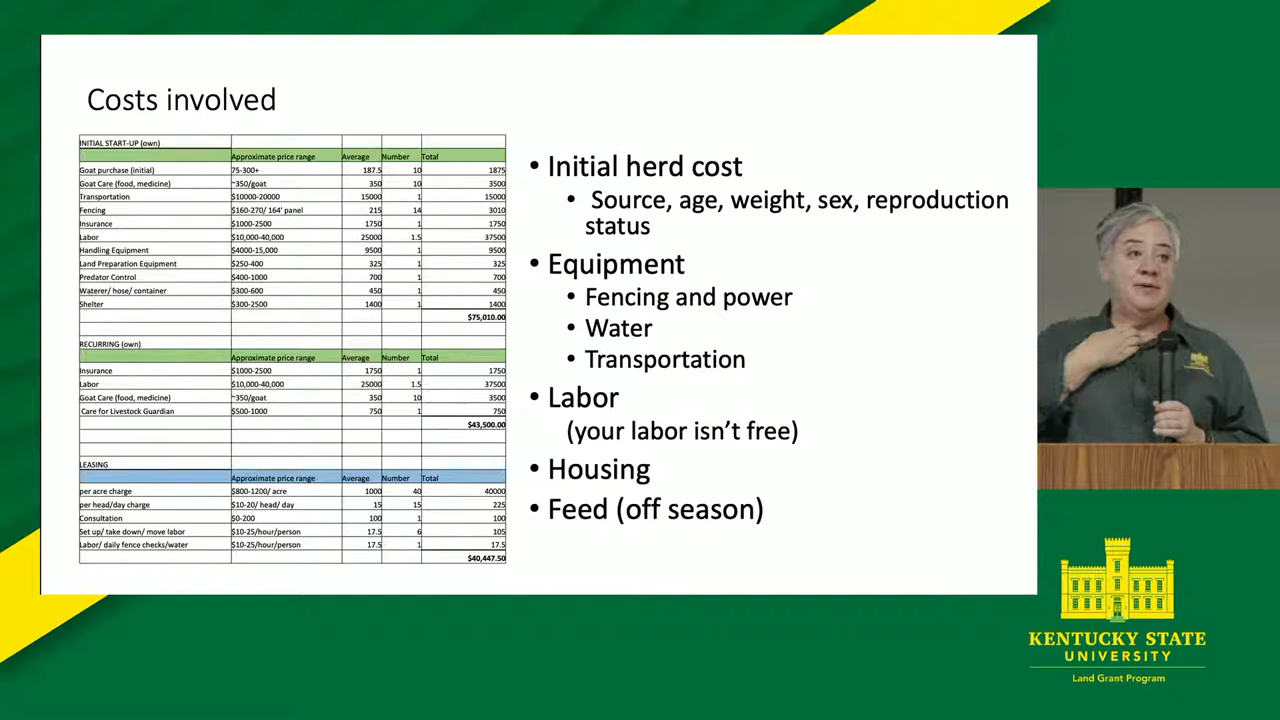 Costs involved
INITIAL START-UP (own)
Approximate price range Average Number Total
Goat purchase (initial) 75-300+ 187.5 10 1875
Goat Care (food, medicine) ~350/goat 350 10 3500
Transportation $10000-20000 15000 1 15000
Fencing $160-270/ 164' panel 215 14 3010
Insurance $1000-2500 1750 1 1750
Labor $10,000-40,000 25000 1.5 37500
Handling Equipment $4000-15,000 9500 1 9500
Land Preparation Equipment $250-400 325 1 325
Predator Control $400-1000 700 1 700
Waterer/ hose/ container $300-600 450 1 450
Shelter $300-2500 1400 1 1400
$75,010.00
RECURRING (own)
Approximate price range Average Number Total
Insurance $1000-2500 1750 1 1750
Labor $10,000-40,000 25000 1.5 37500
Goat Care (food, medicine) ~350/goat 350 10 3500
Care for Livestock Guardian $500-1000 750 1 750
$43,500.00
LEASING
Approximate price range Average Number Total
per acre charge $800-1200/ acre 1000 40 40000
per head/day charge $10-20/ head/ day 15 15 225
Consultation $0-200 100 1 100
Set up/ take down/ move labor $10-25/hour/person 17.5 6 105
Labor/ daily fence checks/water $10-25/hour/person 17.5 1 17.5
$40,447.50
• Initial herd cost
• Source, age, weight, sex, reproduction
status
• Equipment
• Fencing and power
• Water
• Transportation
• Labor
(your labor isn't free)
• Housing
• Feed (off season)
KENTUCKY STATE
UNIVERSITY
Land Grant Program